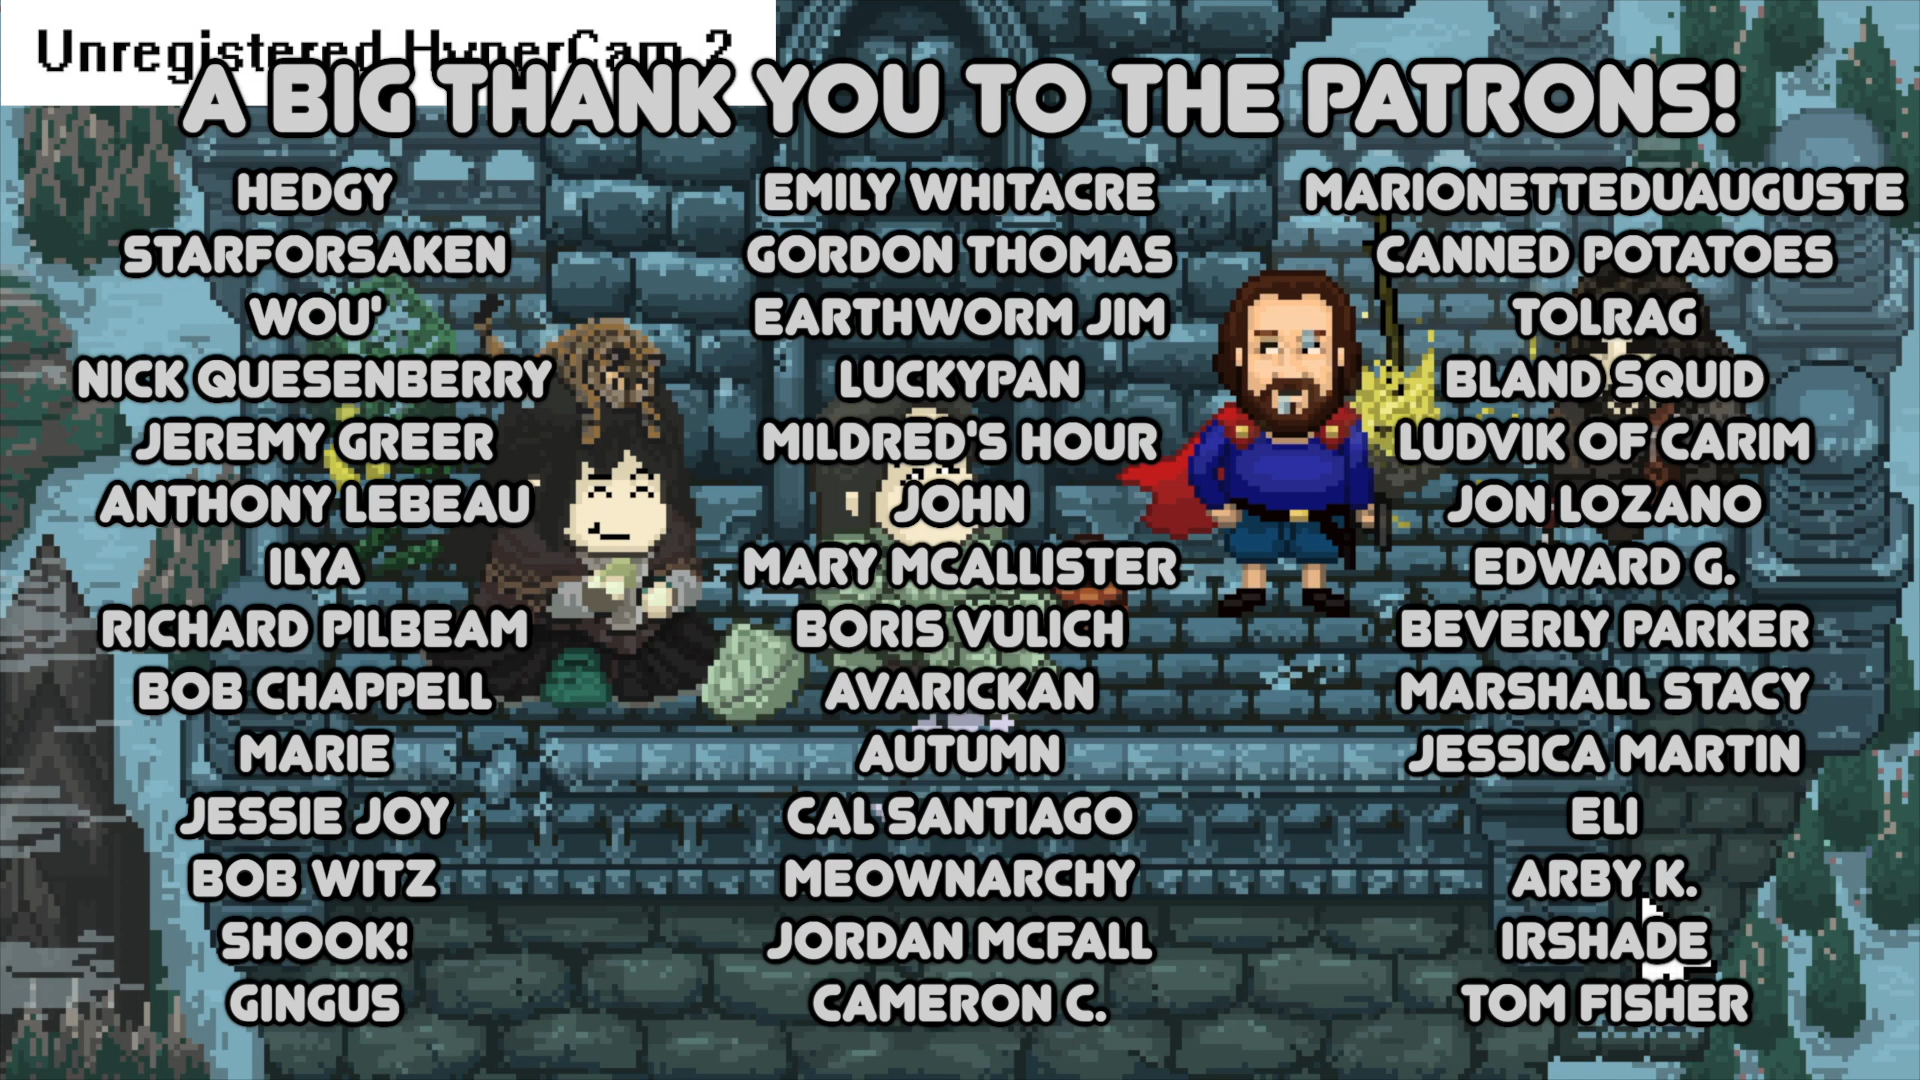 Unregistered HyperCam 2
A BIG THANK YOU TO THE PATRONS!
HEDGY
STARFORSAKEN
WOU'
NICK QUESENBERRY
JEREMY GREER
ANTHONY LEBEAU
ILYA
RICHARD PILBEAM
BOB CHAPPELL
MARIE
JESSIE JOY
BOB WITZ
SHOOK!
GINGUS
EMILY WHITACRE
GORDON THOMAS
EARTHWORM JIM
LUCKYPAN
MILDRED'S HOUR
JOHN
MARY MCALLISTER
BORIS VULICH
AVARICKAN
AUTUMN
CAL SANTIAGO
MEOWNARCHY
JORDAN MCFALL
CAMERON C.
MARIONETTEDUAUGUSTE
CANNED POTATOES
TOLRAG
BLAND SQUID
LUDVIK OF CARIM
JON LOZANO
EDWARD G.
BEVERLY PARKER
MARSHALL STACY
JESSICA MARTIN
ELI
ARBY K.
IRSHADE
TOM FISHER